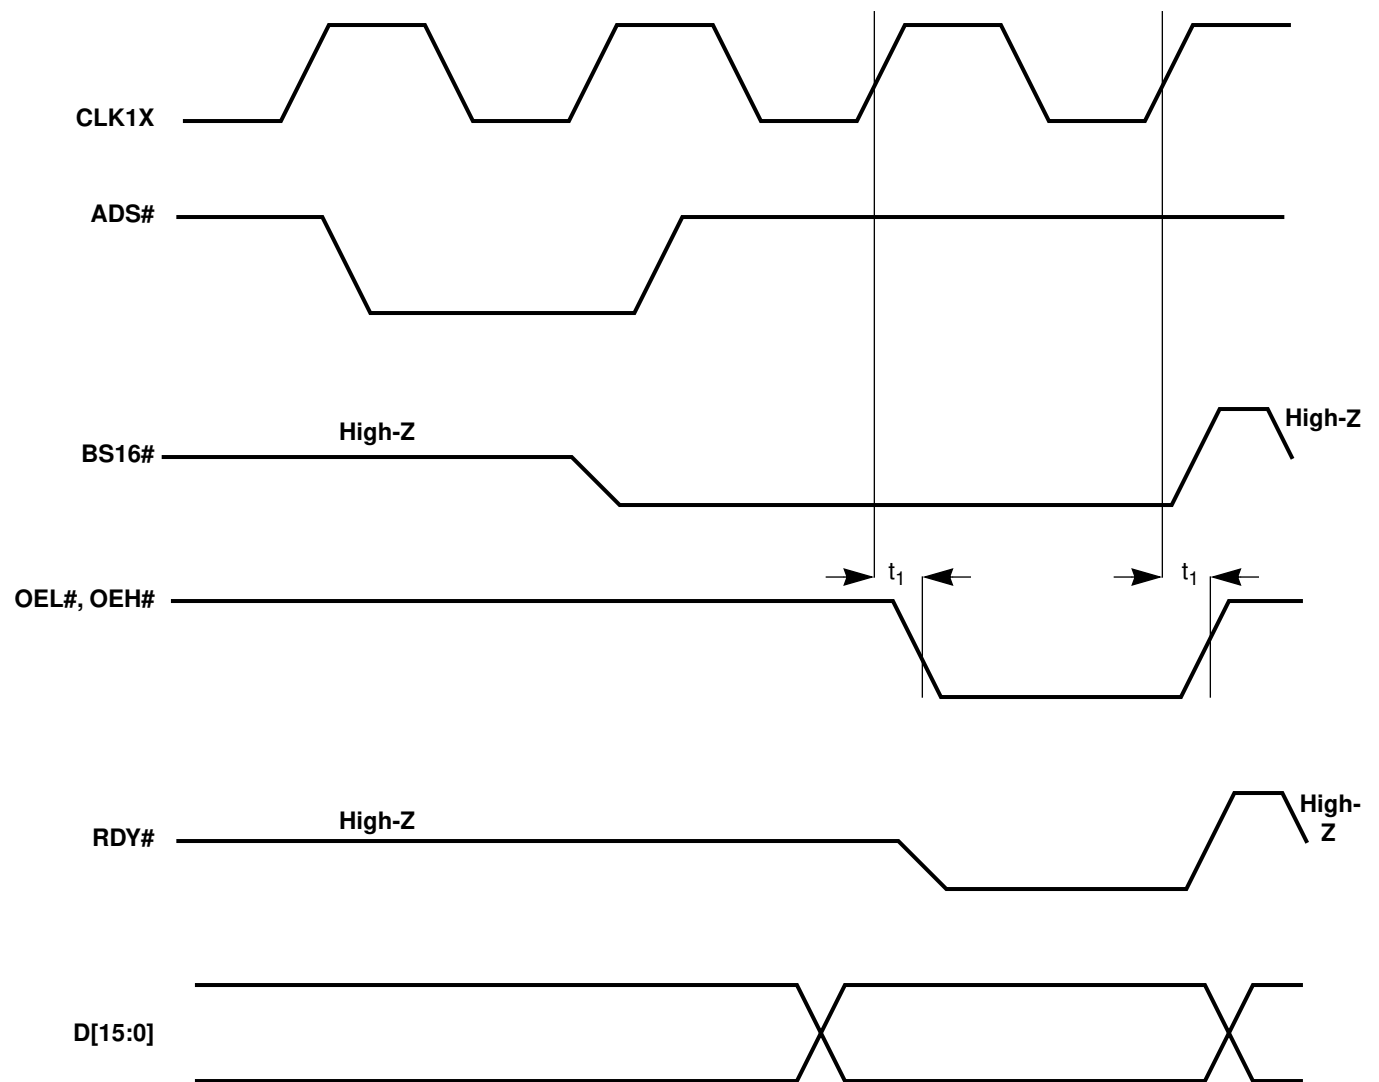 CLK1X
ADS#
High-Z
High-Z
BS16#
t1
t1
OEL#, OEH#
High-Z
High-
Z
RDY#
D[15:0]